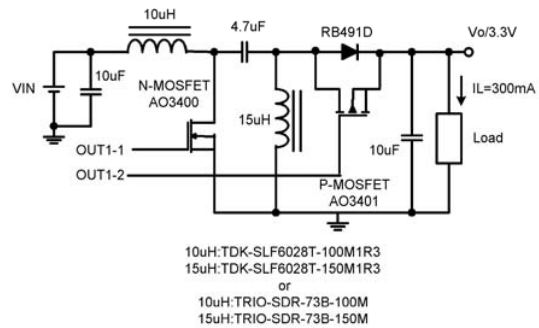 10uH
4.7uF
RB491D
Vo/3.3V
VIN
10uF
N-MOSFET
AO3400
15uH
IL=300mA
Load
10uF
OUT1-1
OUT1-2
P-MOSFET
AO3401
10uH:TDK-SLF6028T-100M1R3
15uH:TDK-SLF6028T-150M1R3
or
10uH:TRIO-SDR-73B-100M
15uH:TRIO-SDR-73B-150M